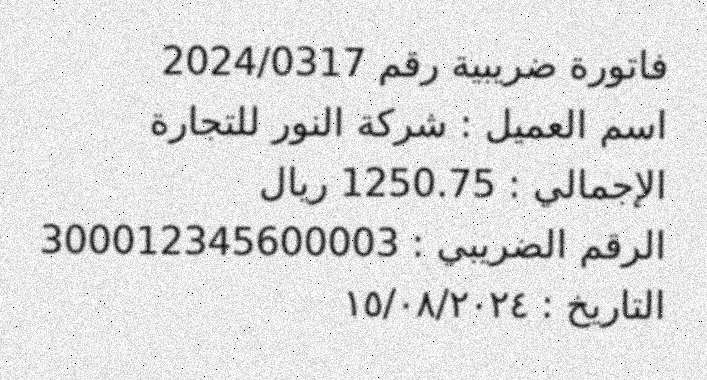 فاتورة ضريبية رقم 2024/0317
اسم العميل : شركة النور للتجارة
الإجمالي : 1250.75 ريال
الرقم الضريبي : 300012345600003
التاريخ : ١٥/٠٨/٢٠٢٤